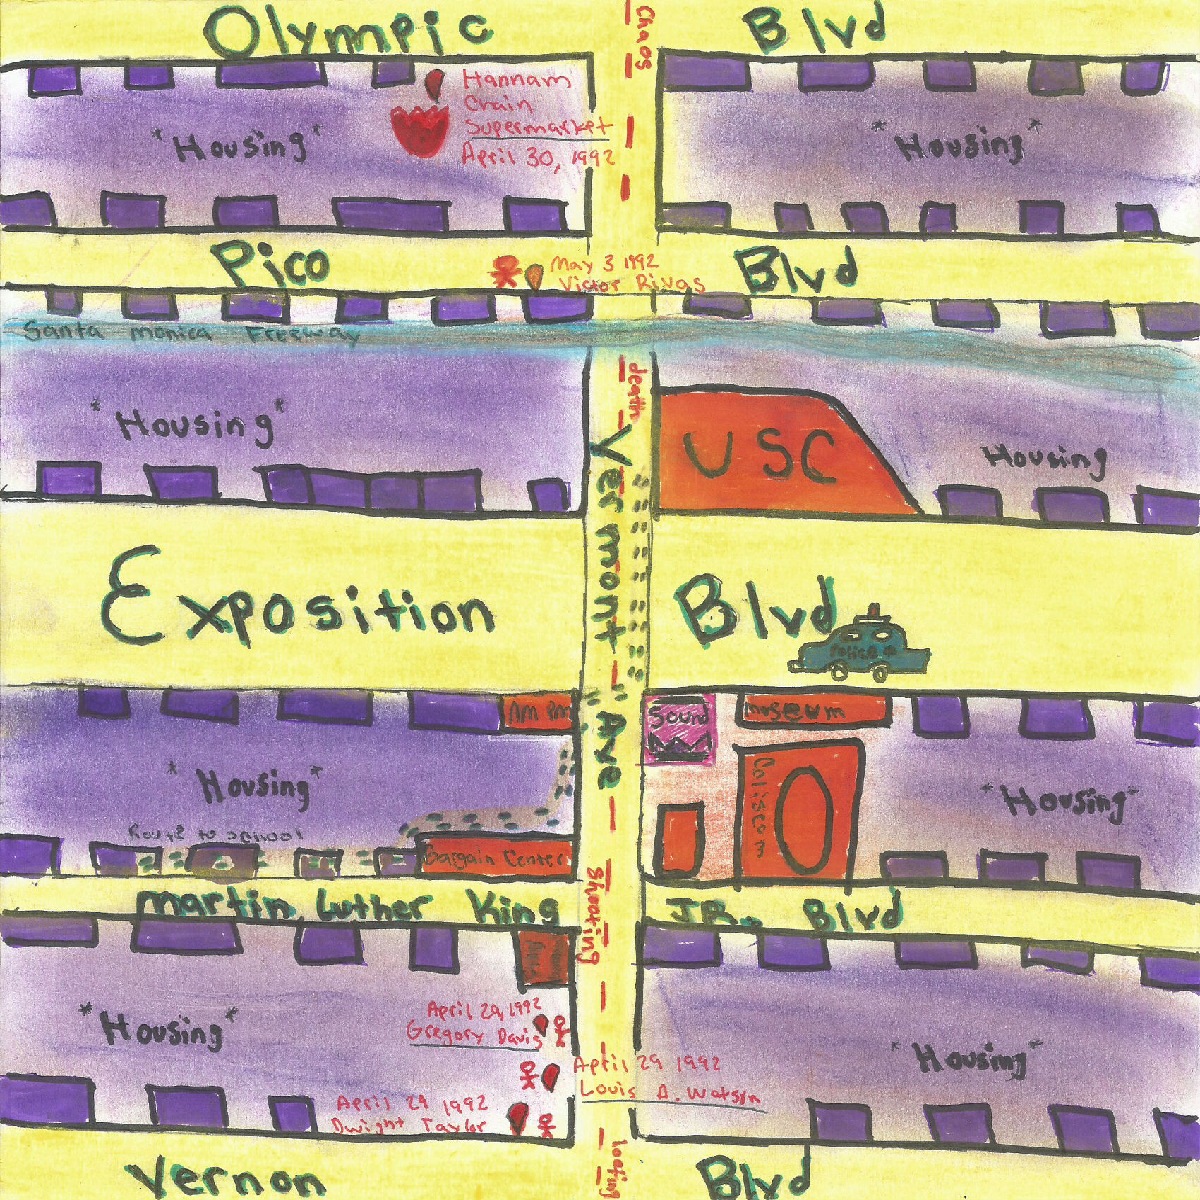 Olympic Blvd
chaos
Hannam
Chain
Supermarket
April 30, 1992
"Housing"
"Housing"
Pico Blvd
May 3 1992
Victor Rivas
Santa monica Freeway
death
"Housing"
USC
Housing
Vermont Ave
Exposition Blvd
Police
AM PM
Sound
museum
"Housing"
"Housing"
Coliseom
Route to school
Bargain Center
Shooting
martin Luther King JR. Blvd
April 29, 1992
Gregory Davis
"Housing"
"Housing"
April 29 1992
Louis A. Watson
April 29 1992
Dwight Taylor
looting
Vernon Blvd